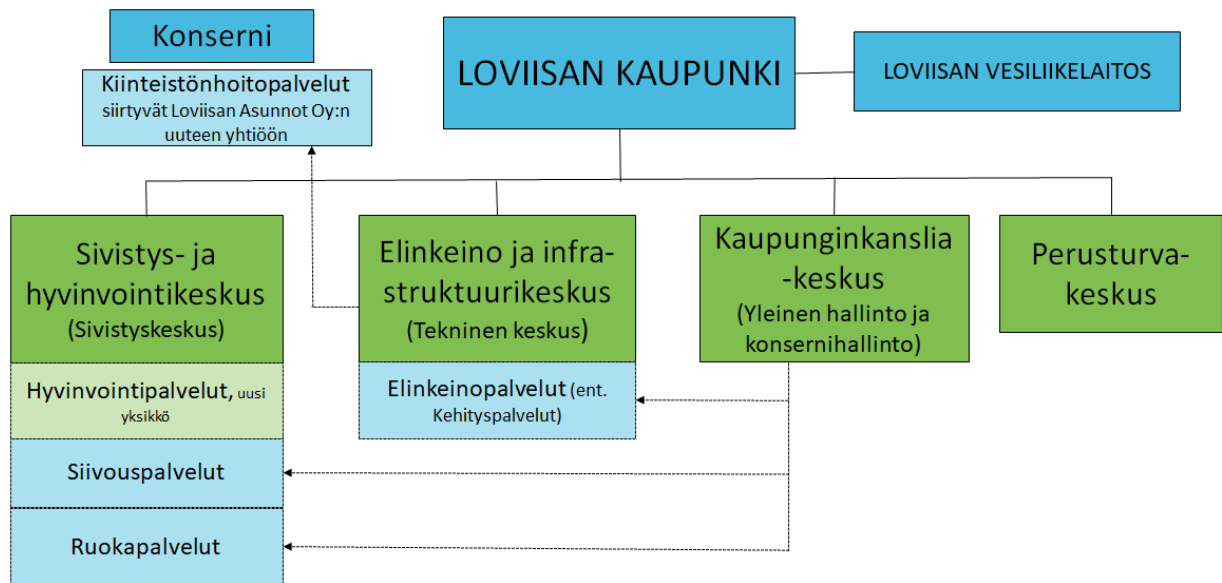 Konserni
Kiinteistönhoitopalvelut
siirtyvät Loviisan Asunnot Oy:n
uuteen yhtiöön
LOVIISAN KAUPUNKI
LOVIISAN VESILIIKELAITOS
Sivistys- ja
hyvinvointikeskus
(Sivistyskeskus)
Hyvinvointipalvelut, uusi
yksikkö
Siivouspalvelut
Ruokapalvelut
Elinkeino ja infra-
struktuurikeskus
(Tekninen keskus)
Elinkeinopalvelut (ent.
Kehityspalvelut)
Kaupunginkanslia
-keskus
(Yleinen hallinto ja
konsernihallinto)
Perusturva-
keskus